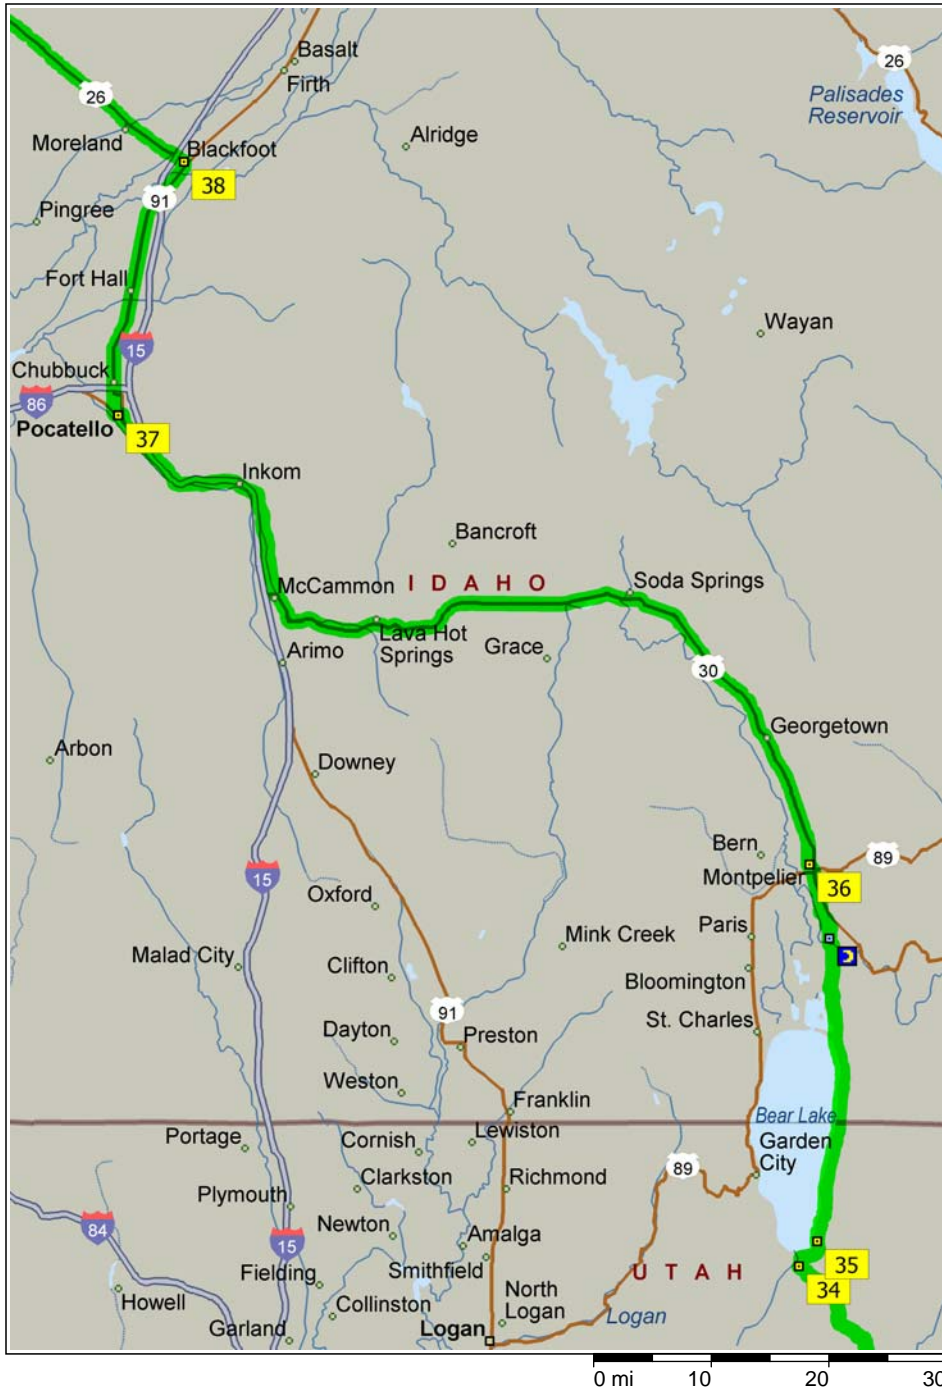 Basalt
Firth
26
26
Palisades
Reservoir
Moreland
Blackfoot
Alridge
38
91
Pingree
Fort Hall
Wayan
15
Chubbuck
86
Pocatello
37
Inkom
Bancroft
McCammon
IDAHO
Soda Springs
Lava Hot
Springs
Grace
Arimo
30
Georgetown
Arbon
Downey
Bern
89
Montpelier
36
15
Oxford
Paris
Mink Creek
Malad City
Clifton
Bloomington
91
St. Charles
Dayton
Preston
Weston
Franklin
Bear Lake
Portage
Cornish
Lewiston
Garden
City
89
Clarkston
Richmond
Plymouth
84
Newton
15
Amalga
Smithfield
35
UTAH
34
Fielding
Howell
Collinston
North
Logan
Logan
Garland
Logan
0 mi 10 20 30